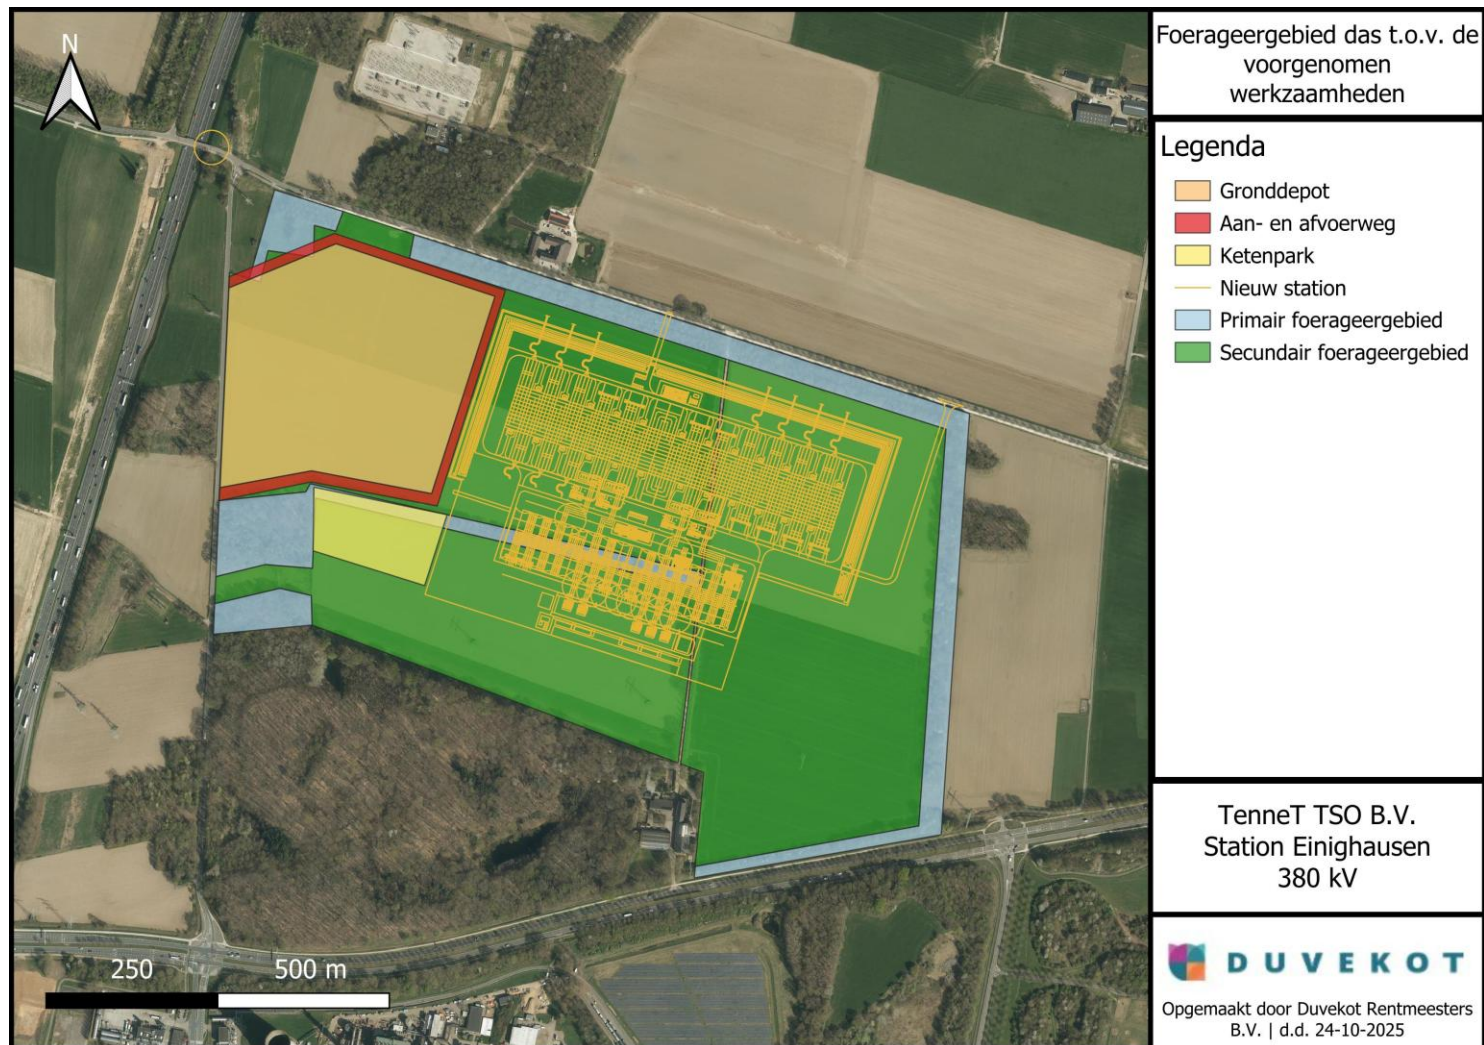 N
Foerageergebied das t.o.v. de
voorgenomen
werkzaamheden
Legenda
Gronddepot
Aan- en afvoerweg
Ketenpark
Nieuw station
Primair foerageergebied
Secundair foerageergebied
250 500 m
TenneT TSO B.V.
Station Einighausen
380 kV
DUVEKOT
Opgemaakt door Duvekot Rentmeesters
B.V. | d.d. 24-10-2025